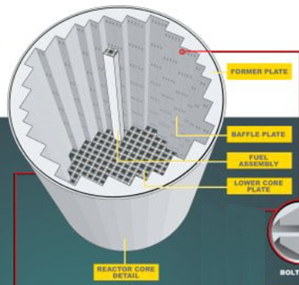 FORMER PLATE
BAFFLE PLATE
FUEL
ASSEMBLY
LOWER CORE
PLATE
REACTOR CORE
DETAIL
BOLT